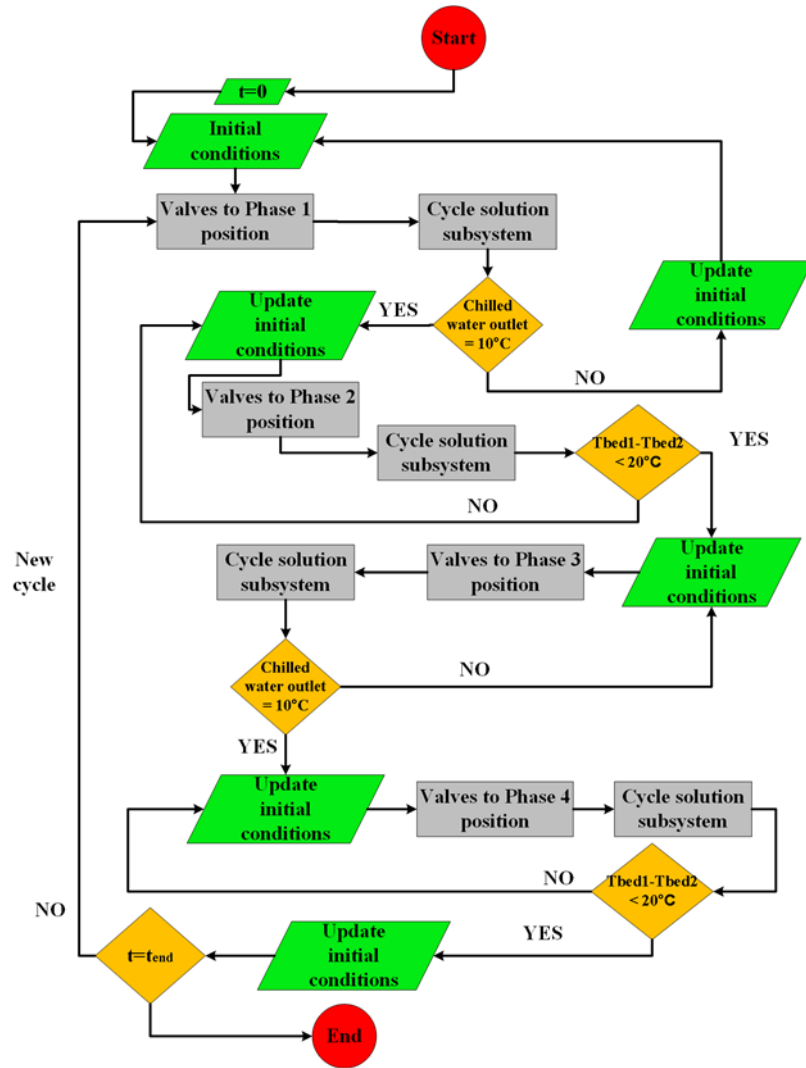 Start
t=0
Initial
conditions
Valves to Phase 1
position
Cycle solution
subsystem
Update
initial
conditions
Update
initial
conditions
YES
Chilled
water outlet
= 10°C
NO
Valves to Phase 2
position
Cycle solution
subsystem
Tbed1-Tbed2
< 20°C
YES
NO
New
cycle
Cycle solution
subsystem
Valves to Phase 3
position
Update
initial
conditions
Chilled
water outlet
= 10°C
NO
YES
Update
initial
conditions
Valves to Phase 4
position
Cycle solution
subsystem
NO
Tbed1-Tbed2
< 20°C
NO
YES
t=tend
Update
initial
conditions
End